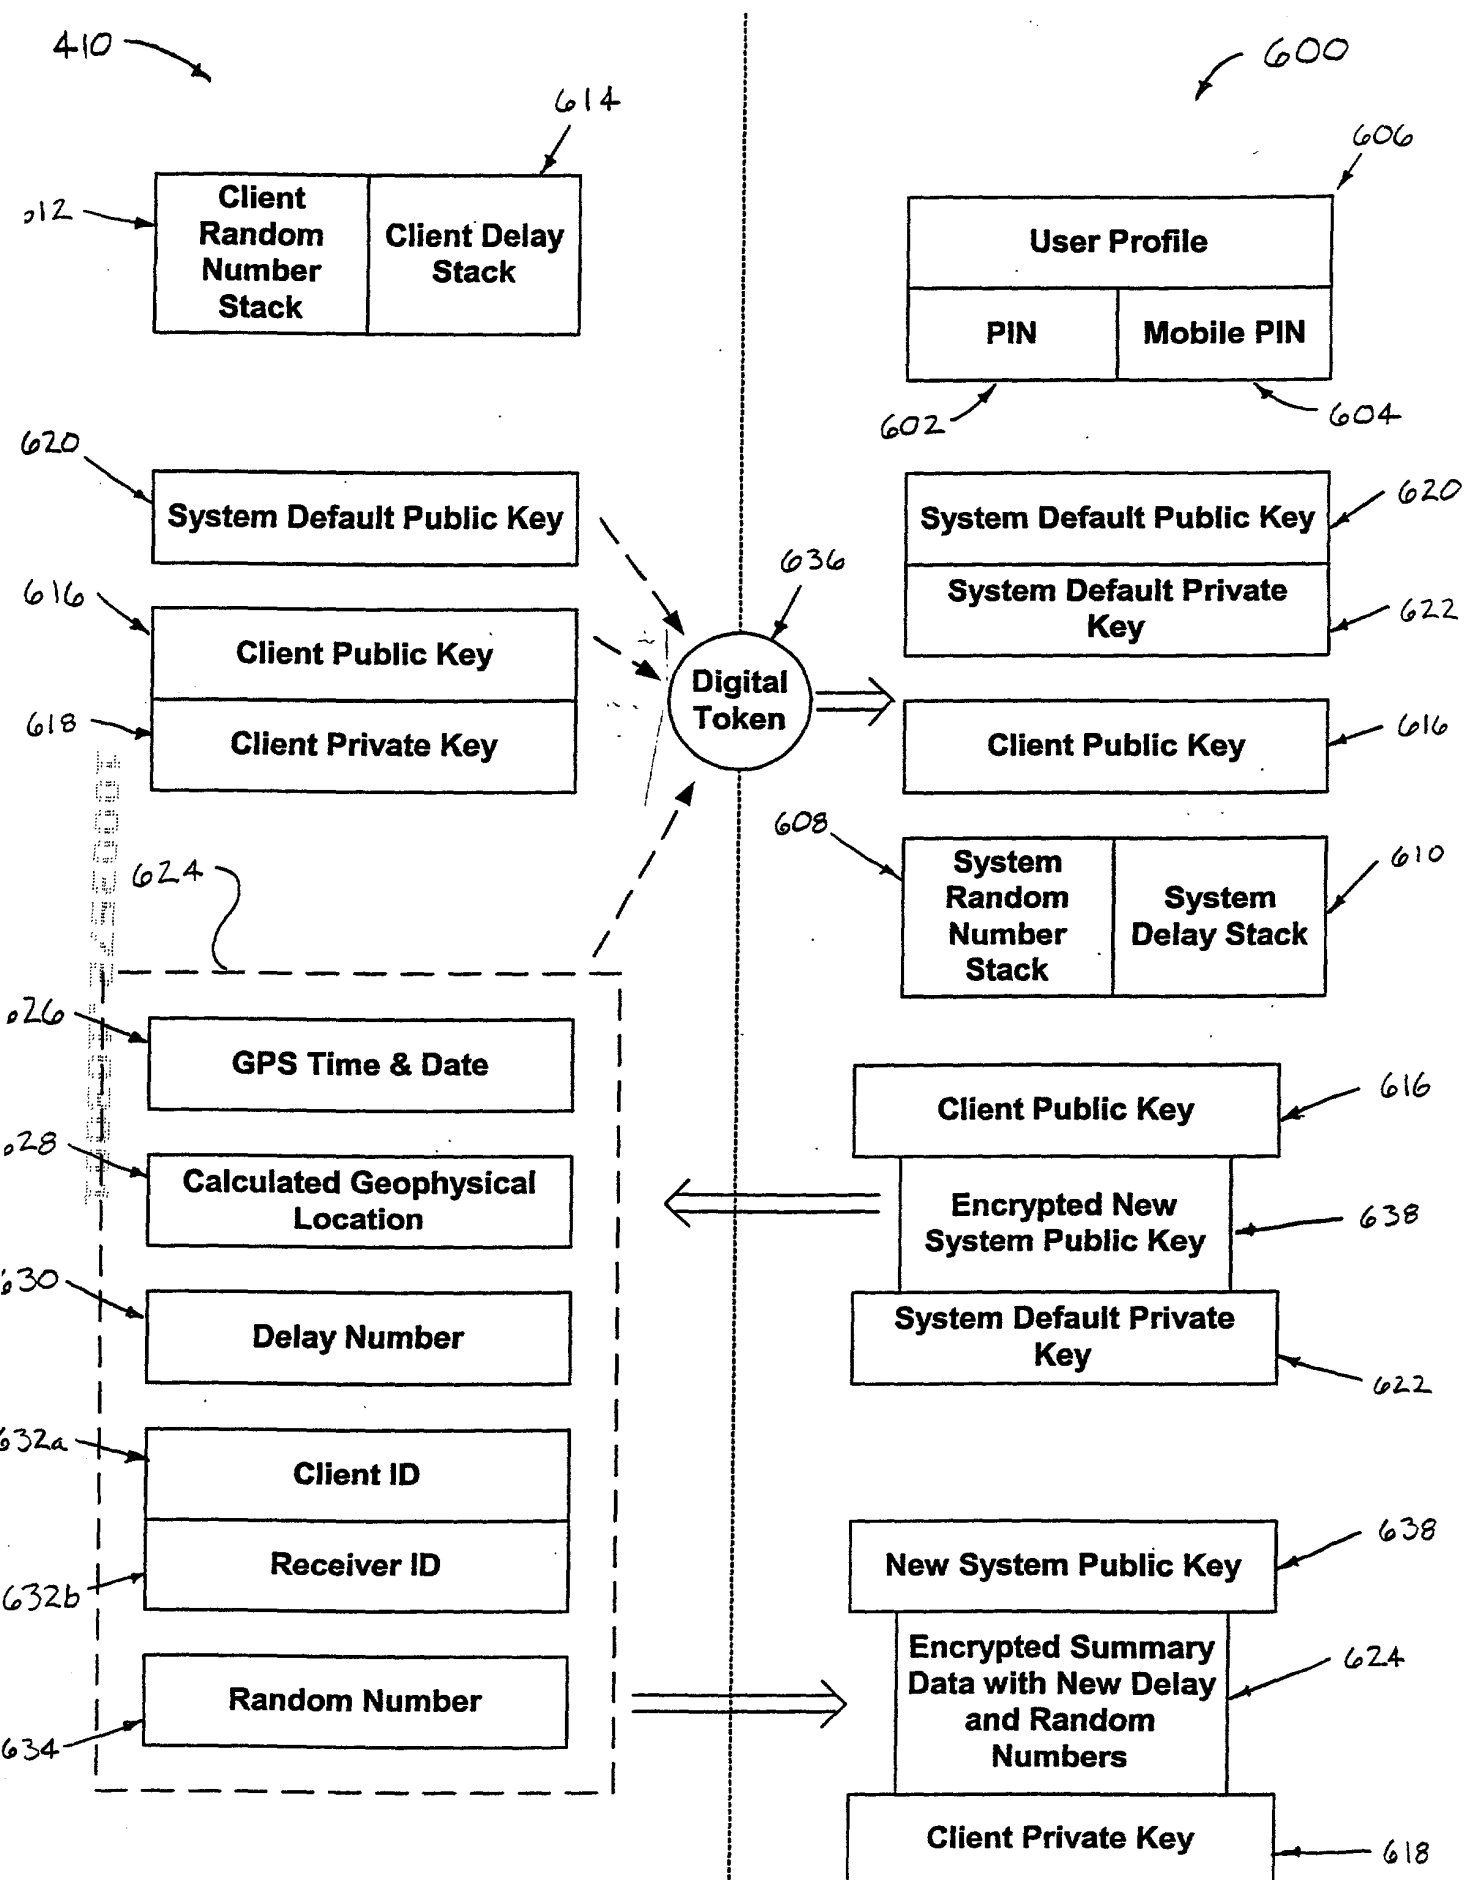 410
614
12
Client
Random
Number
Stack
Client Delay
Stack
620
System Default Public Key
616
Client Public Key
618
Client Private Key
636
Digital
Token
624
26
GPS Time & Date
28
Calculated Geophysical
Location
630
Delay Number
632a
Client ID
Receiver ID
632b
Random Number
634
600
606
User Profile
PIN
Mobile PIN
602
604
System Default Public Key
620
System Default Private
Key
622
Client Public Key
616
608
System
Random
Number
Stack
System
Delay Stack
610
Client Public Key
616
Encrypted New
System Public Key
638
System Default Private
Key
622
New System Public Key
638
Encrypted Summary
Data with New Delay
and Random
Numbers
624
Client Private Key
618